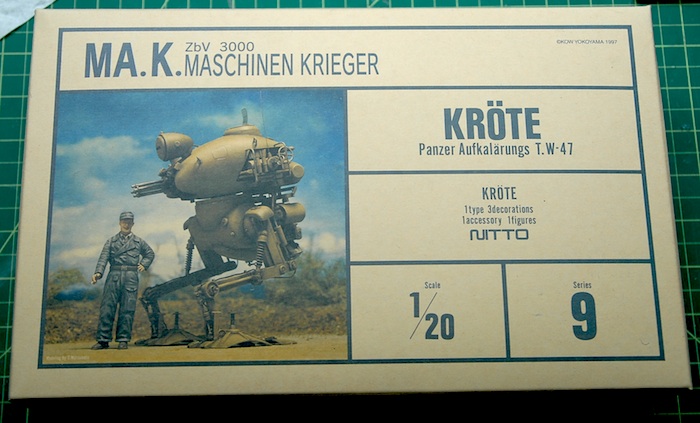 ZbV 3000
MA.K. MASCHINEN KRIEGER
©KOW YOKOYAMA 1997
KRÖTE
Panzer Aufkalärungs T.W-47
KRÖTE
1type 3decorations
1accessory 1figures
NITTO
Scale
1/20
Series
9